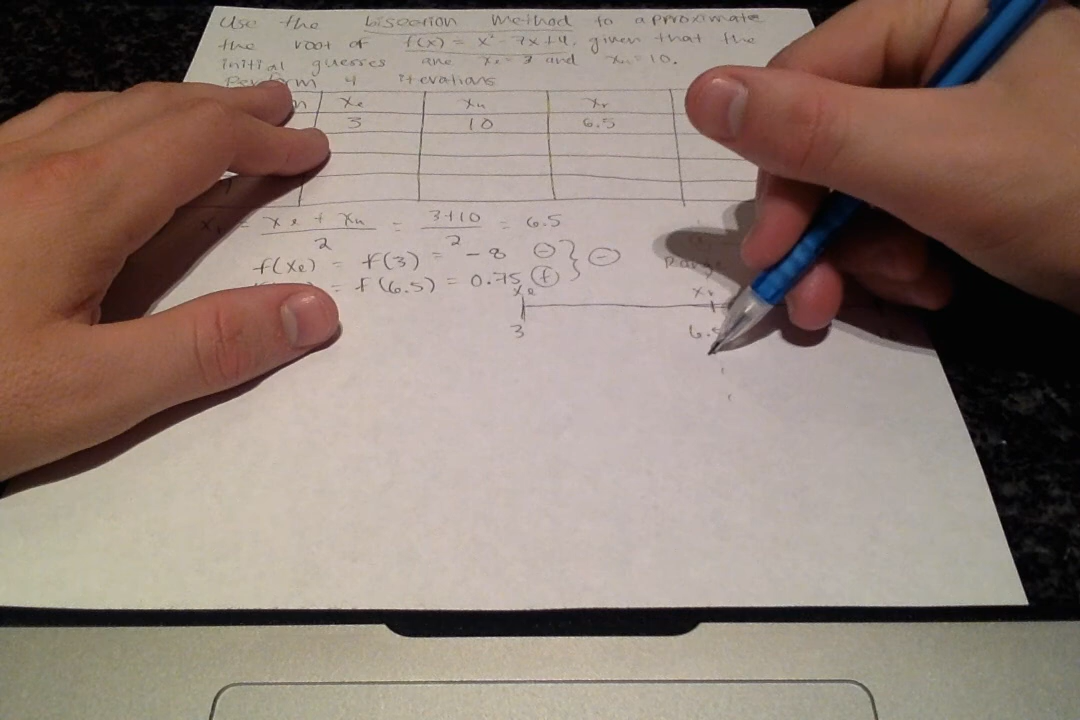 Use the bisection method to approximate
the root of f(x) = x² - 7x+4, given that the
initial guesses are xₗ = 3 and xᵤ = 10.
Perform 4 iterations
n xₗ xᵤ xᵣ
3 10 6.5
xᵣ = xₗ + xᵤ / 2 = 3+10 / 2 = 6.5
f(xₗ) = f(3) = -8 ⊖ } ⊖
= f(6.5) = 0.75 ⊕
xₗ xᵣ
3 6.5